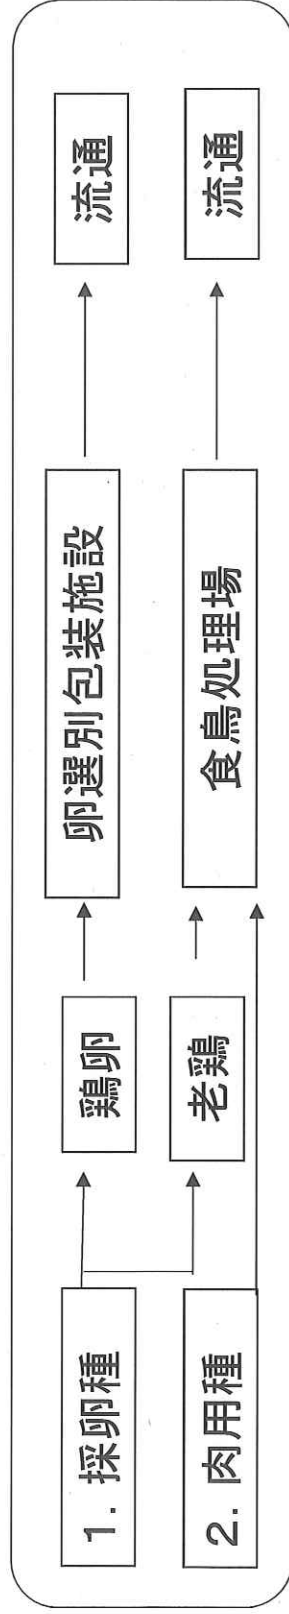 1. 採卵種
鶏卵
卵選別包装施設
流通
2. 肉用種
老鶏
食鳥処理場
流通